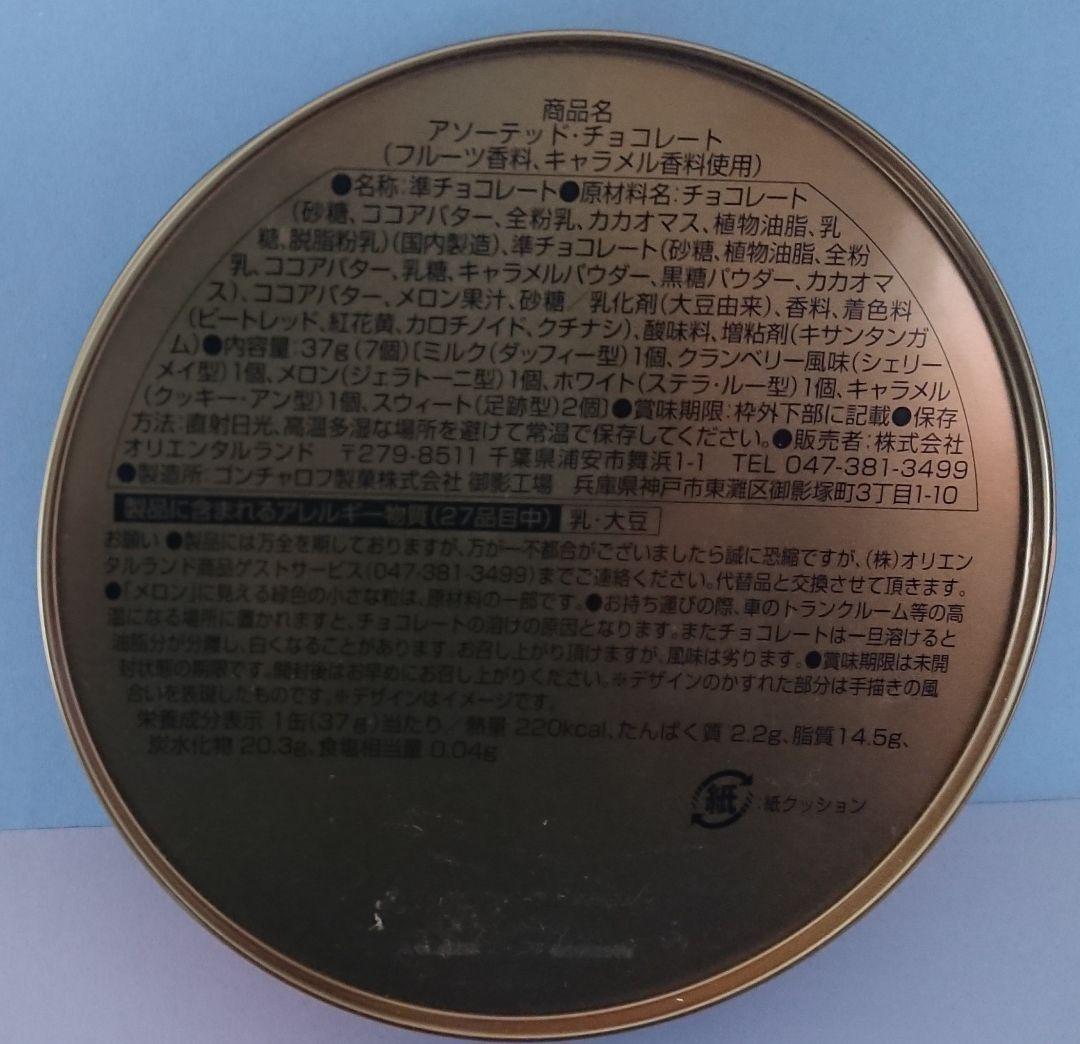 商品名
アソーテッド・チョコレート
(フルーツ香料、キャラメル香料使用)
●名称:準チョコレート●原材料名:チョコレート
(砂糖、ココアバター、全粉乳、カカオマス、植物油脂、乳
糖、脱脂粉乳)(国内製造)、準チョコレート(砂糖、植物油脂、全粉
乳、ココアバター、乳糖、キャラメルパウダー、黒糖パウダー、カカオマ
ス)、ココアバター、メロン果汁、砂糖/乳化剤(大豆由来)、香料、着色料
(ビートレッド、紅花黄、カロチノイド、クチナシ)、酸味料、増粘剤(キサンタンガ
ム)●内容量:37g(7個)[ミルク(ダッフィー型)1個、クランベリー風味(シェリー
メイ型)1個、メロン(ジェラトーニ型)1個、ホワイト(ステラ・ルー型)1個、キャラメル
(クッキー・アン型)1個、スウィート(足跡型)2個]●賞味期限:枠外下部に記載●保存
方法:直射日光、高温多湿な場所を避けて常温で保存してください。●販売者:株式会社
オリエンタルランド 〒279-8511 千葉県浦安市舞浜1-1 TEL 047-381-3499
●製造所:ゴンチャロフ製菓株式会社 御影工場 兵庫県神戸市東灘区御影塚町3丁目1-10
製品に含まれるアレルギー物質(27品目中) 乳・大豆
お願い ●製品には万全を期しておりますが、万が一不都合がございましたら誠に恐縮ですが、(株)オリエン
タルランド商品ゲストサービス(047-381-3499)までご連絡ください。代替品と交換させて頂きます。
●「メロン」に見える緑色の小さな粒は、原材料の一部です。●お持ち運びの際、車のトランクルーム等の高
温になる場所に置かれますと、チョコレートの溶けの原因となります。またチョコレートは一旦溶けると
油脂分が分離し、白くなることがあります。お召し上がり頂けますが、風味は劣ります。●賞味期限は未開
封状態の期限です。開封後はお早めにお召し上がりください。※デザインのかすれた部分は手描きの風
合いを表現したものです。※デザインはイメージです。
栄養成分表示 1缶(37g)当たり/熱量 220kcal、たんぱく質 2.2g、脂質14.5g、
炭水化物 20.3g、食塩相当量 0.04g
紙:紙クッション